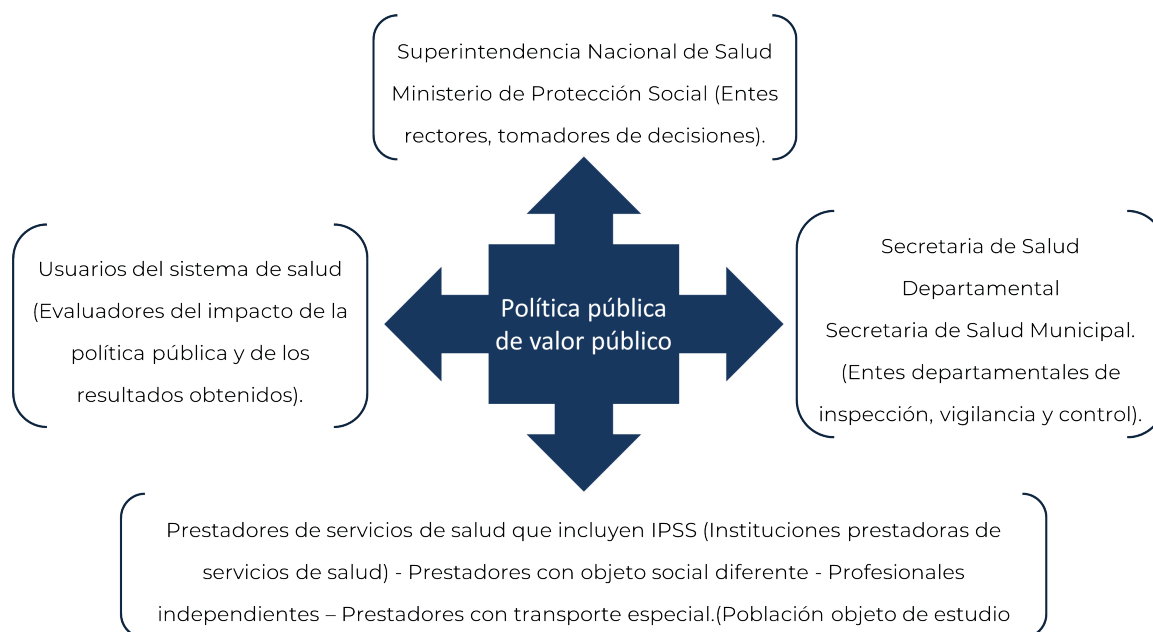 Superintendencia Nacional de Salud
Ministerio de Protección Social (Entes
rectores, tomadores de decisiones).
Usuarios del sistema de salud
(Evaluadores del impacto de la
política pública y de los
resultados obtenidos).
Política pública
de valor público
Secretaria de Salud
Departamental
Secretaria de Salud Municipal.
(Entes departamentales de
inspección, vigilancia y control).
Prestadores de servicios de salud que incluyen IPSS (Instituciones prestadoras de
servicios de salud) - Prestadores con objeto social diferente - Profesionales
independientes – Prestadores con transporte especial.(Población objeto de estudio